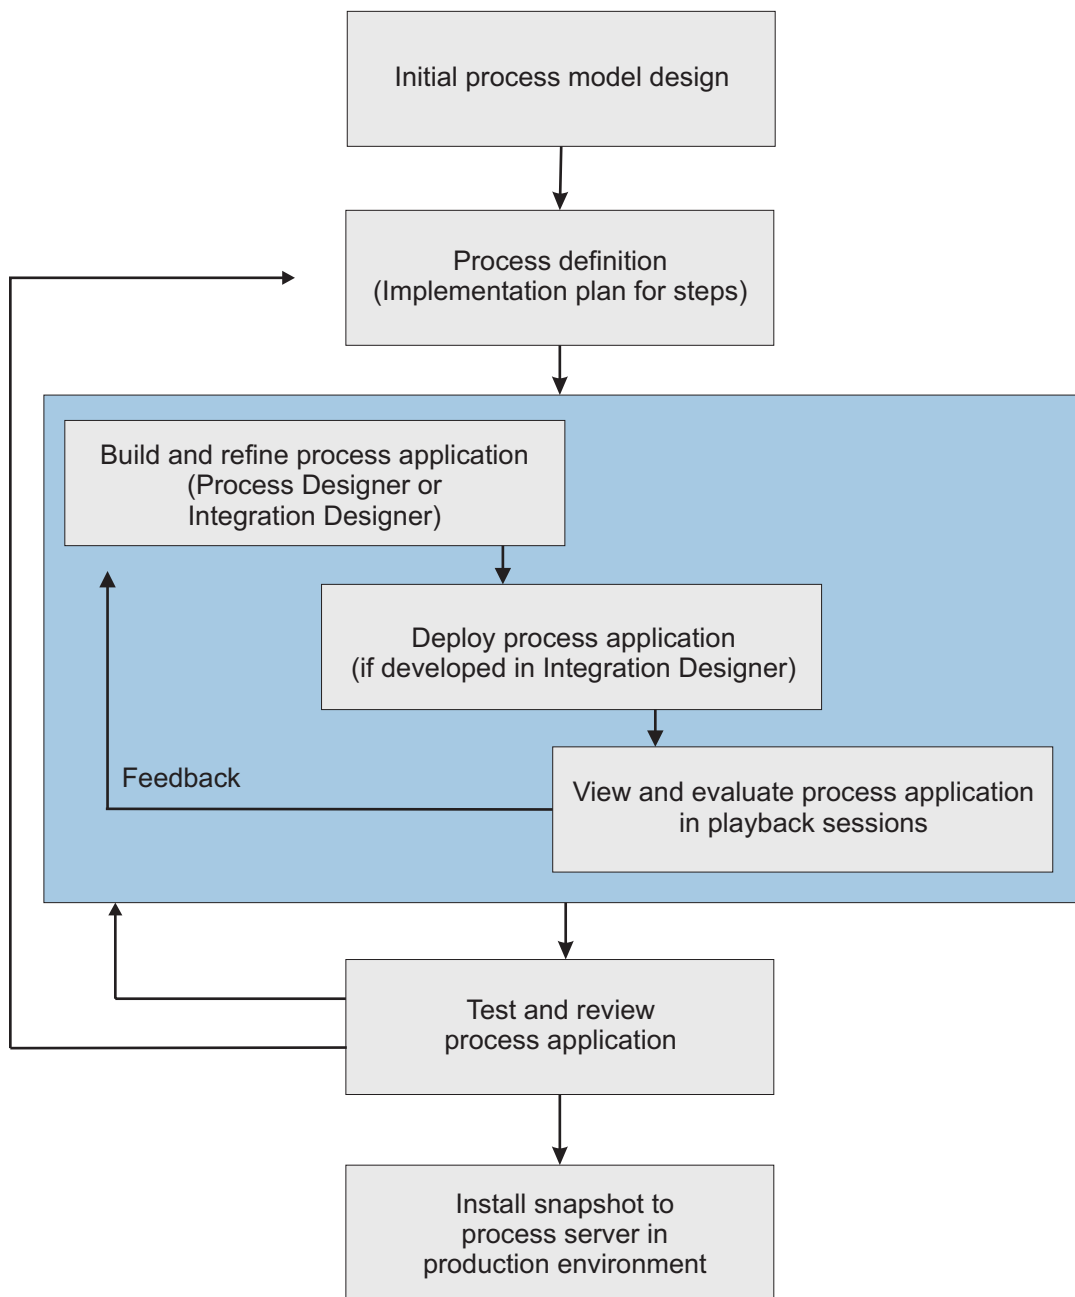 Initial process model design
Process definition
(Implementation plan for steps)
Build and refine process application
(Process Designer or
Integration Designer)
Deploy process application
(if developed in Integration Designer)
Feedback
View and evaluate process application
in playback sessions
Test and review
process application
Install snapshot to
process server in
production environment